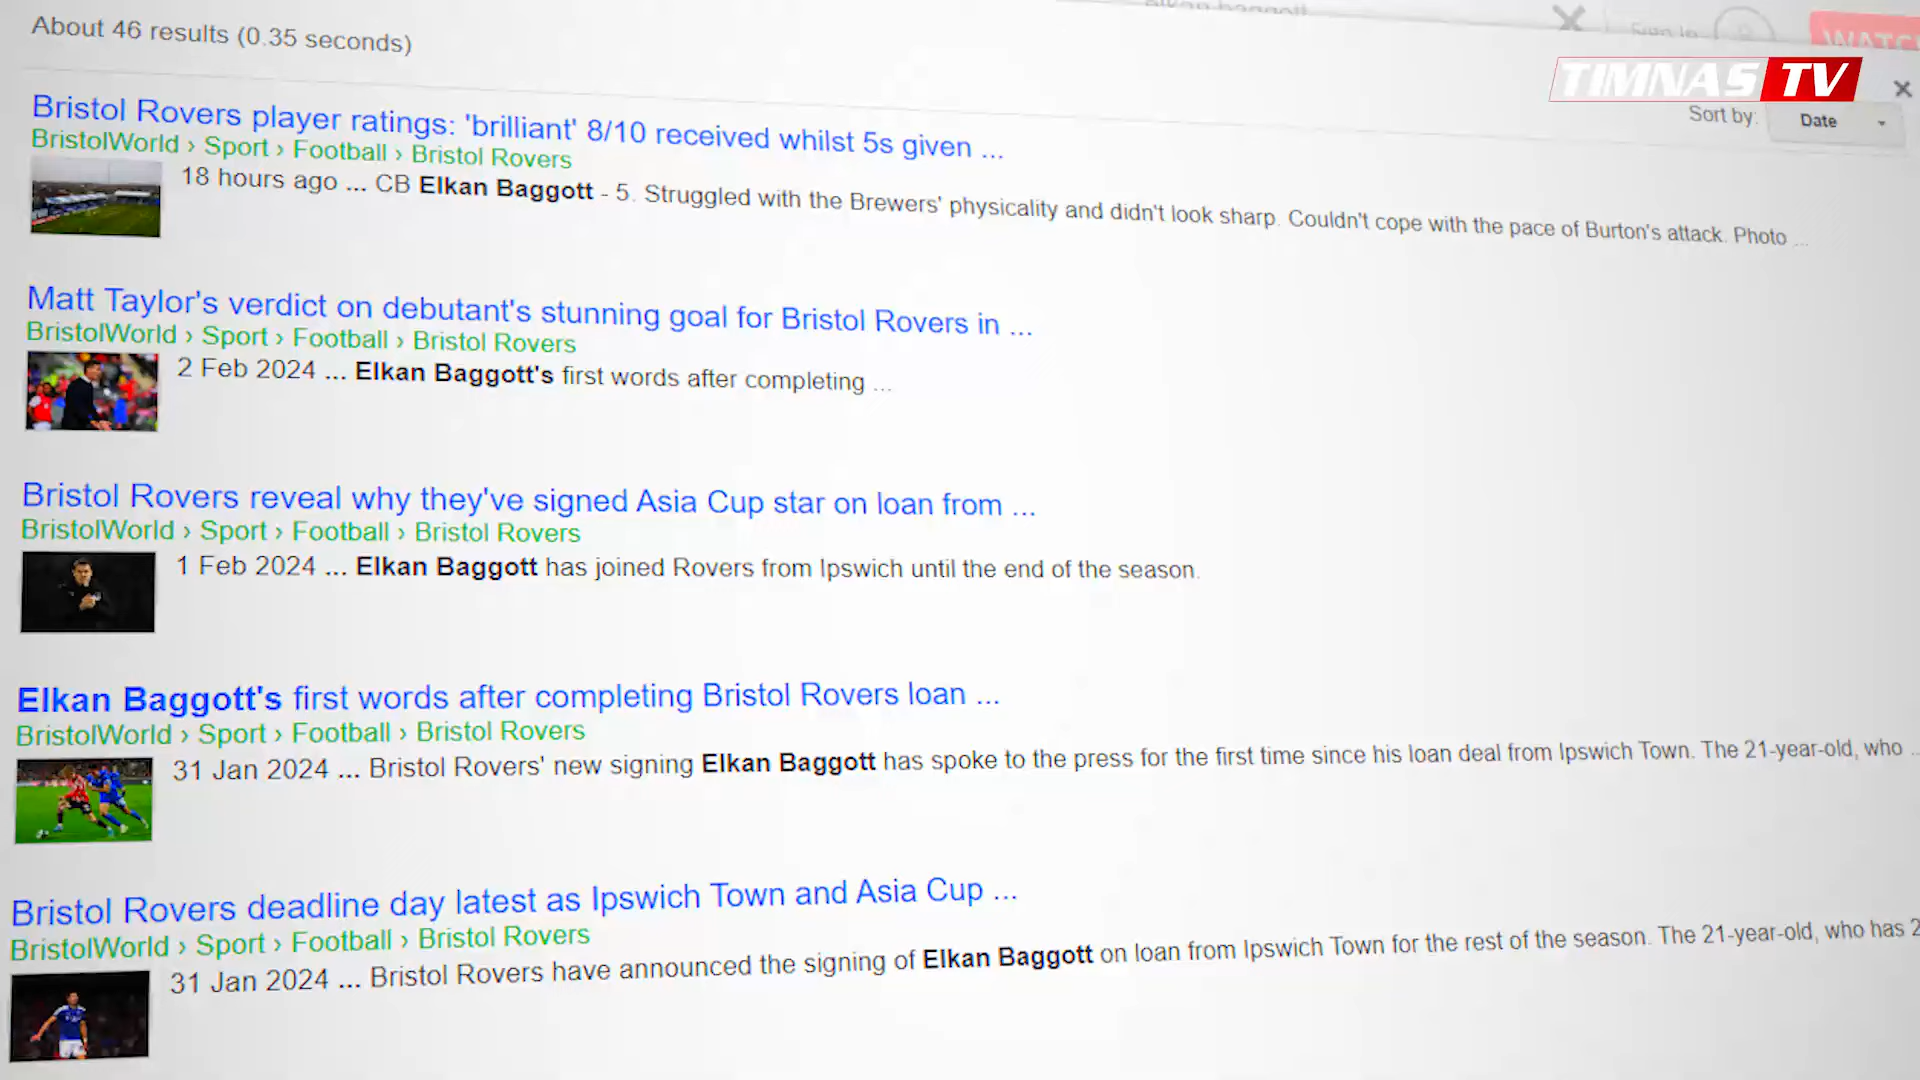 elkan baggott
Sign In
WATC
TIMNAS TV
About 46 results (0.35 seconds)
Sort by:
Date
Bristol Rovers player ratings: 'brilliant' 8/10 received whilst 5s given ...
BristolWorld › Sport › Football › Bristol Rovers
18 hours ago ... CB Elkan Baggott - 5. Struggled with the Brewers' physicality and didn't look sharp. Couldn't cope with the pace of Burton's attack. Photo ...
Matt Taylor's verdict on debutant's stunning goal for Bristol Rovers in ...
BristolWorld › Sport › Football › Bristol Rovers
2 Feb 2024 ... Elkan Baggott's first words after completing ...
Bristol Rovers reveal why they've signed Asia Cup star on loan from ...
BristolWorld › Sport › Football › Bristol Rovers
1 Feb 2024 ... Elkan Baggott has joined Rovers from Ipswich until the end of the season.
Elkan Baggott's first words after completing Bristol Rovers loan ...
BristolWorld › Sport › Football › Bristol Rovers
31 Jan 2024 ... Bristol Rovers' new signing Elkan Baggott has spoke to the press for the first time since his loan deal from Ipswich Town. The 21-year-old, who ...
Bristol Rovers deadline day latest as Ipswich Town and Asia Cup ...
BristolWorld › Sport › Football › Bristol Rovers
31 Jan 2024 ... Bristol Rovers have announced the signing of Elkan Baggott on loan from Ipswich Town for the rest of the season. The 21-year-old, who has 2